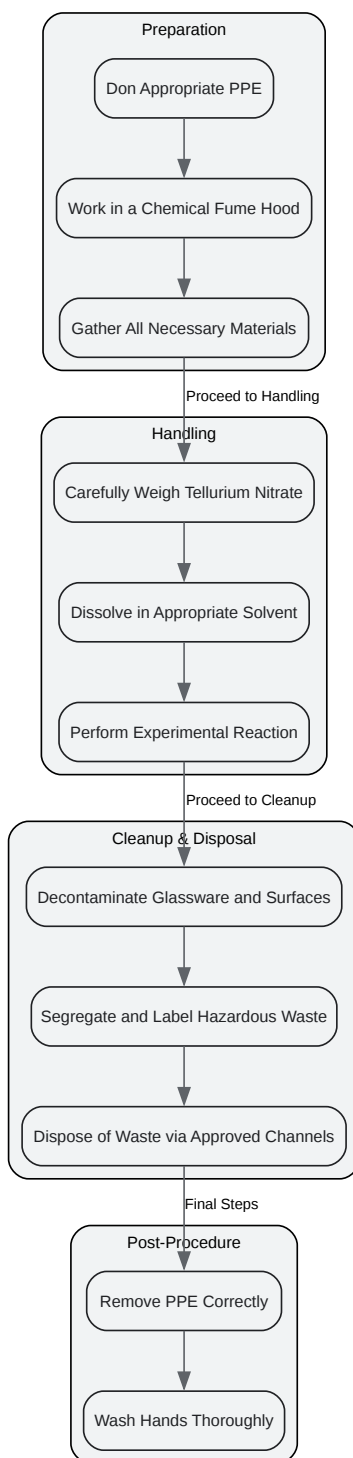 Preparation
Don Appropriate PPE
Work in a Chemical Fume Hood
Gather All Necessary Materials
Proceed to Handling
Handling
Carefully Weigh Tellurium Nitrate
Dissolve in Appropriate Solvent
Perform Experimental Reaction
Proceed to Cleanup
Cleanup & Disposal
Decontaminate Glassware and Surfaces
Segregate and Label Hazardous Waste
Dispose of Waste via Approved Channels
Final Steps
Post-Procedure
Remove PPE Correctly
Wash Hands Thoroughly